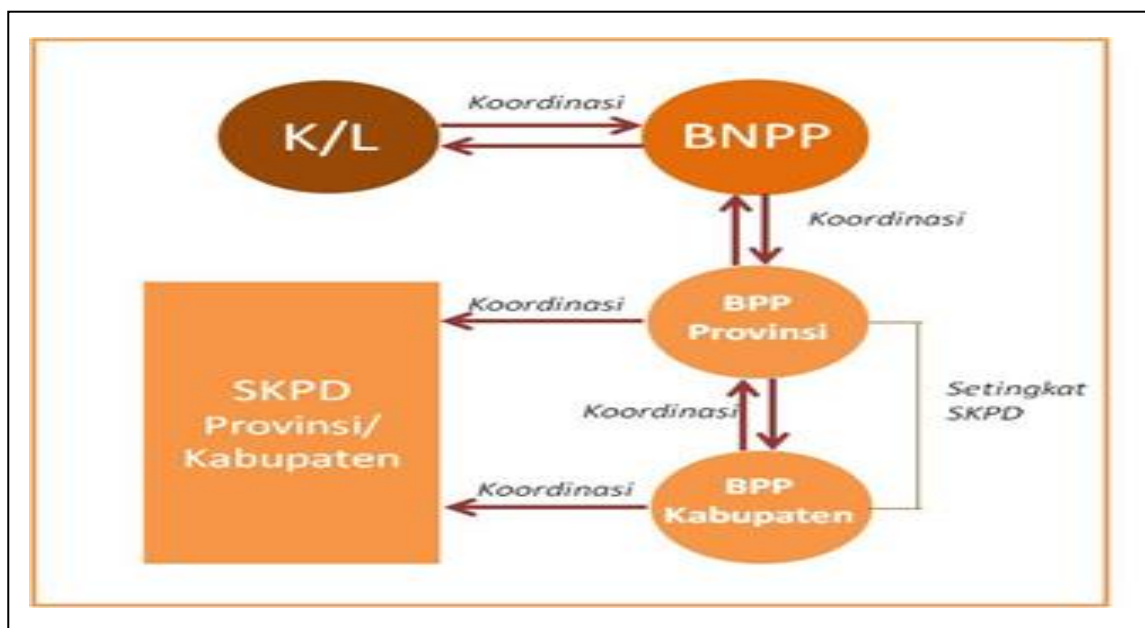 Koordinasi
K/L
BNPP
Koordinasi
Koordinasi
BPP
Provinsi
SKPD
Provinsi/
Kabupaten
Koordinasi
Setingkat
SKPD
Koordinasi
BPP
Kabupaten